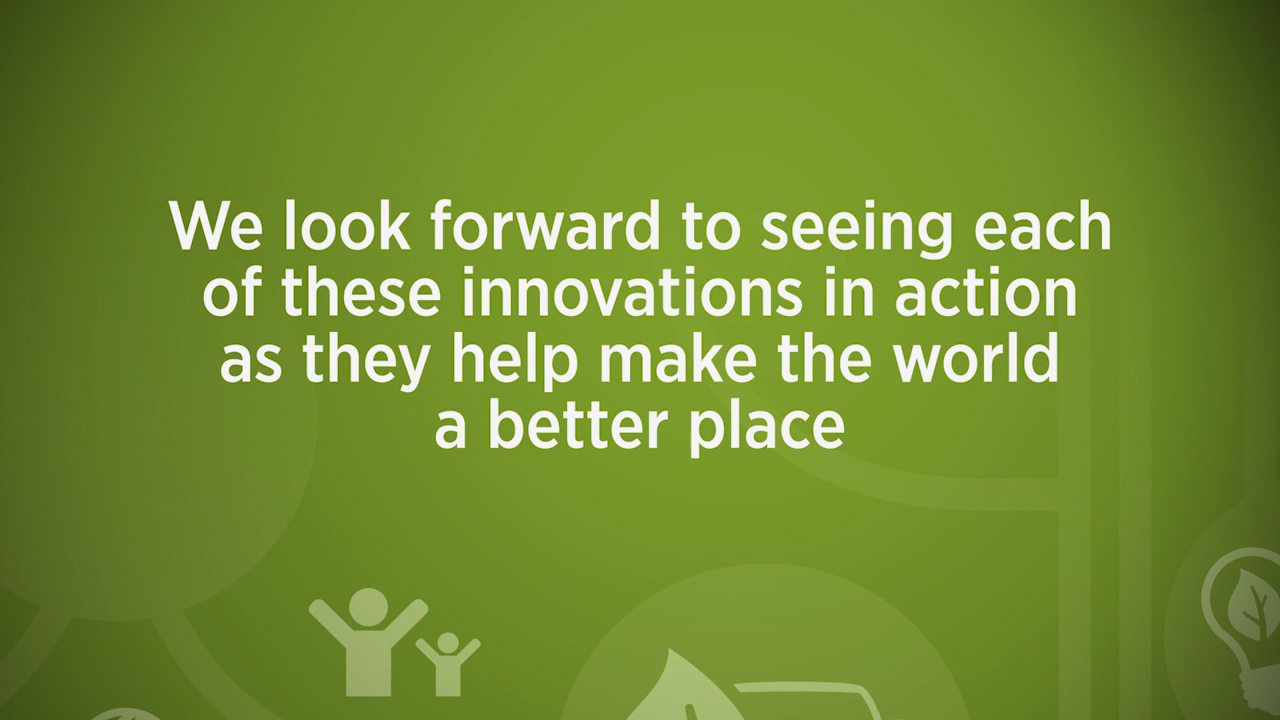 We look forward to seeing each
of these innovations in action
as they help make the world
a better place